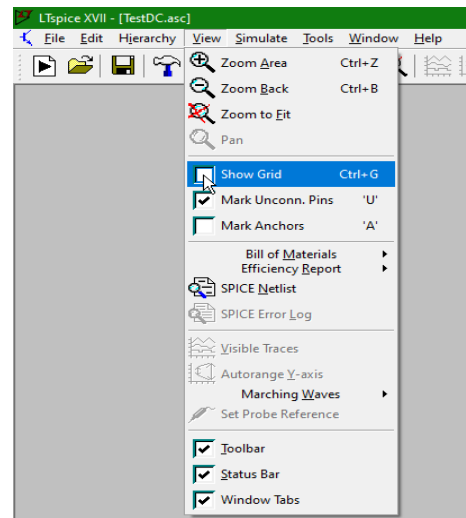 LTspice XVII - [TestDC.asc]
File Edit Hierarchy View Simulate Tools Window Help
Zoom Area Ctrl+Z
Zoom Back Ctrl+B
Zoom to Fit
Pan
Show Grid Ctrl+G
Mark Unconn. Pins 'U'
Mark Anchors 'A'
Bill of Materials
Efficiency Report
SPICE Netlist
SPICE Error Log
Visible Traces
Autorange Y-axis
Marching Waves
Set Probe Reference
Toolbar
Status Bar
Window Tabs